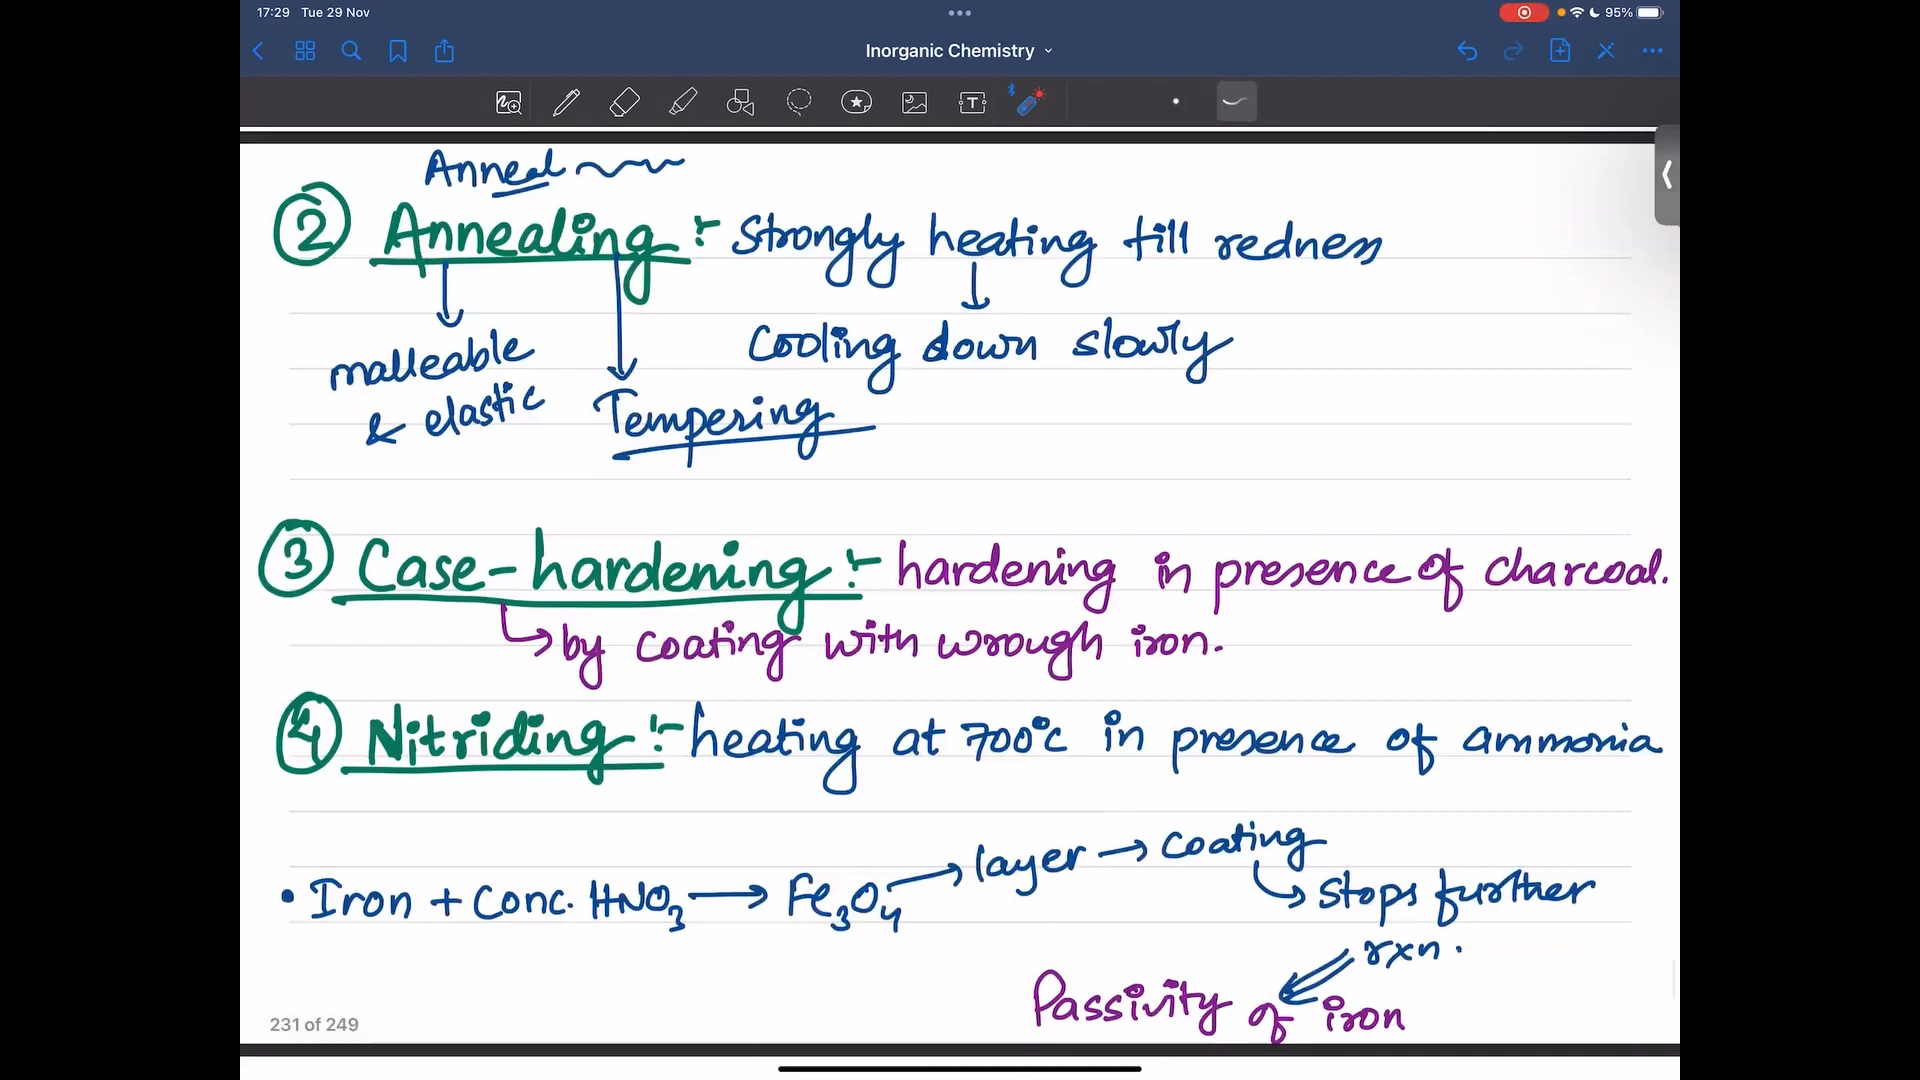 17:29 Tue 29 Nov
95%
Inorganic Chemistry
Anneal
② Annealing :- Strongly heating till redness
↓
Cooling down slowly
malleable
& elastic
Tempering
③ Case-hardening :- hardening in presence of charcoal.
↳ by coating with wrough iron.
④ Nitriding :- heating at 700°C in presence of ammonia
• Iron + Conc. HNO3 → Fe3O4 → layer → Coating
↳ Stops further
rxn.
Passivity of iron
231 of 249